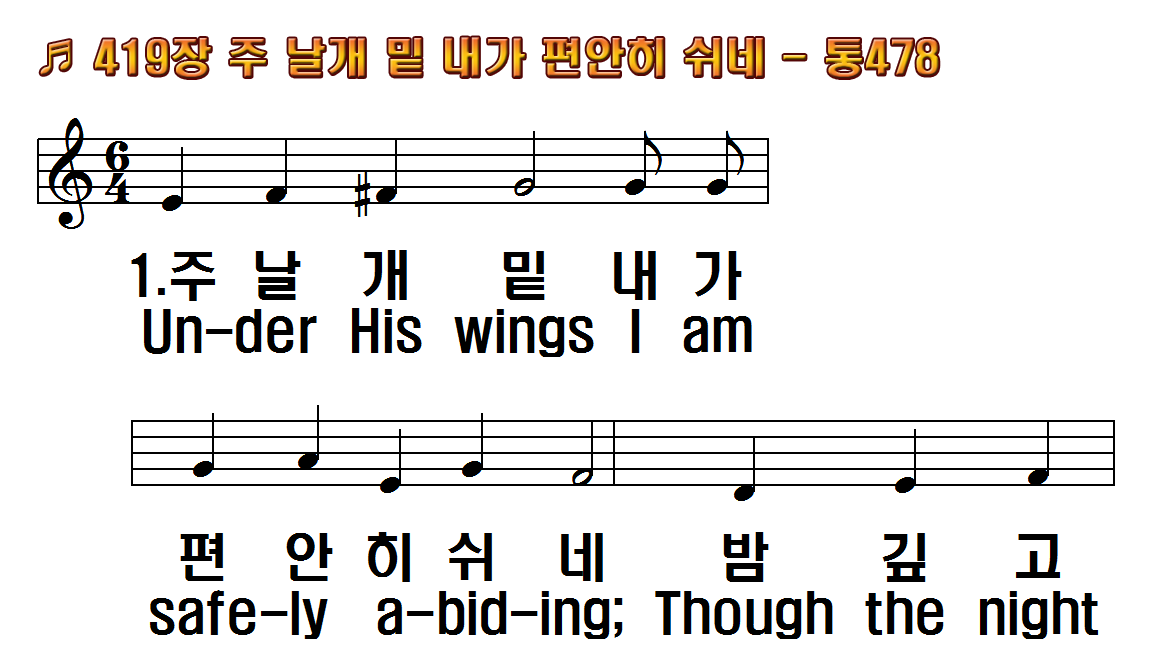 ♬ 419장 주 날개 밑 내가 편안히 쉬네 - 통478
6
4
1.주 날 개 밑 내 가
Un-der His wings I am
편 안 히 쉬 네 밤 깊 고
safe-ly a-bid-ing; Though the night